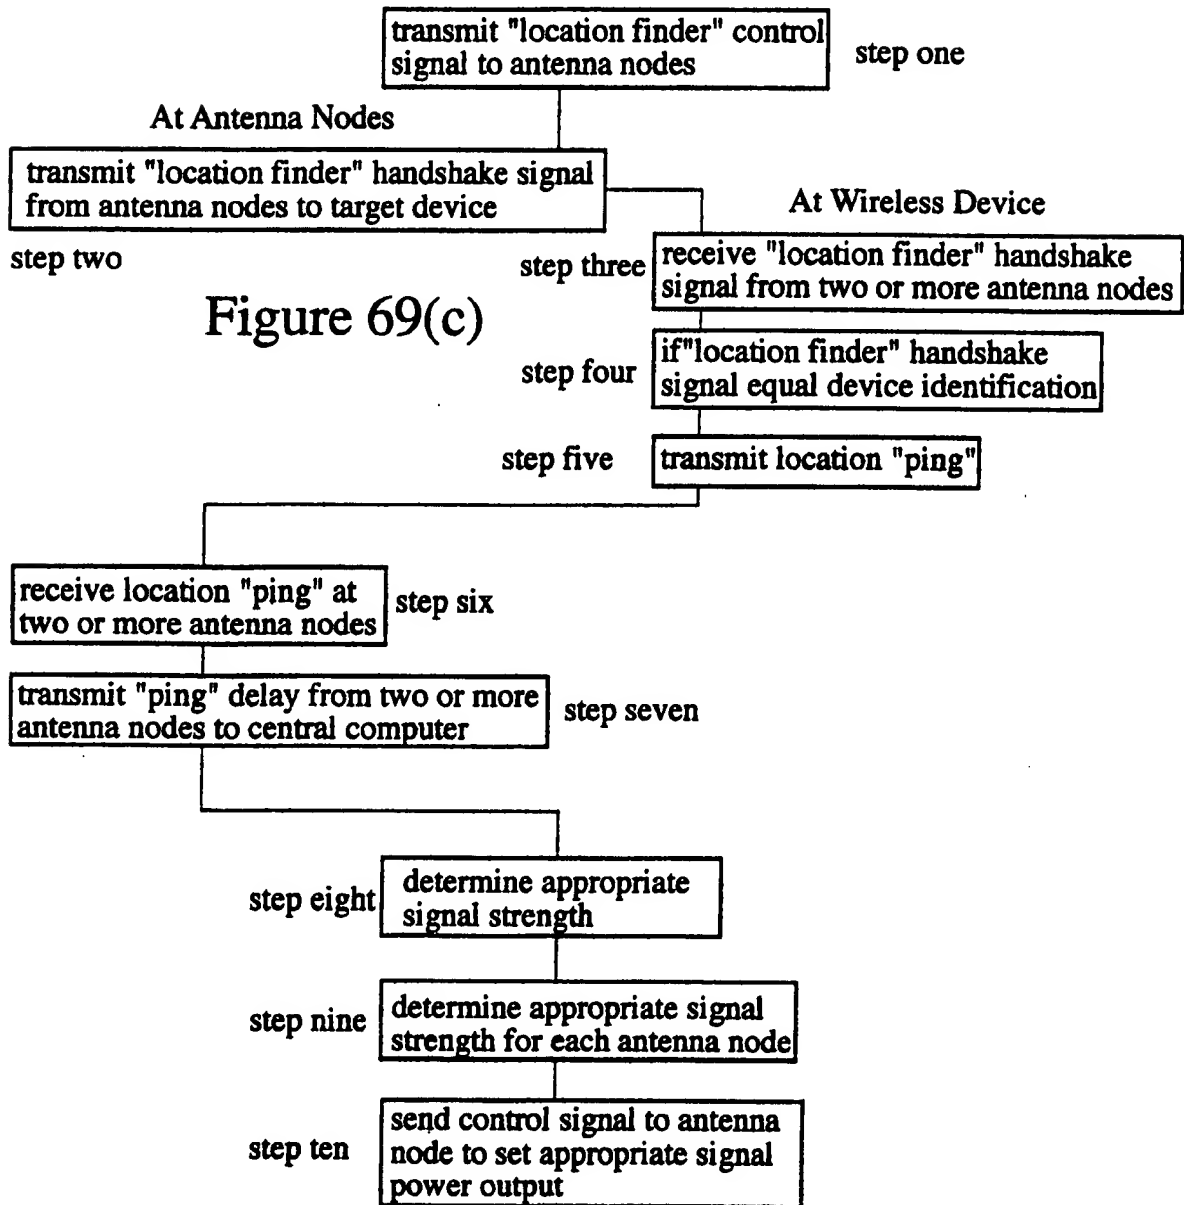 transmit "location finder" control
signal to antenna nodes
step one
At Antenna Nodes
transmit "location finder" handshake signal
from antenna nodes to target device
step two
At Wireless Device
step three
receive "location finder" handshake
signal from two or more antenna nodes
Figure 69(c)
step four
if"location finder" handshake
signal equal device identification
step five
transmit location "ping"
receive location "ping" at
two or more antenna nodes
step six
transmit "ping" delay from two or more
antenna nodes to central computer
step seven
step eight
determine appropriate
signal strength
step nine
determine appropriate signal
strength for each antenna node
step ten
send control signal to antenna
node to set appropriate signal
power output